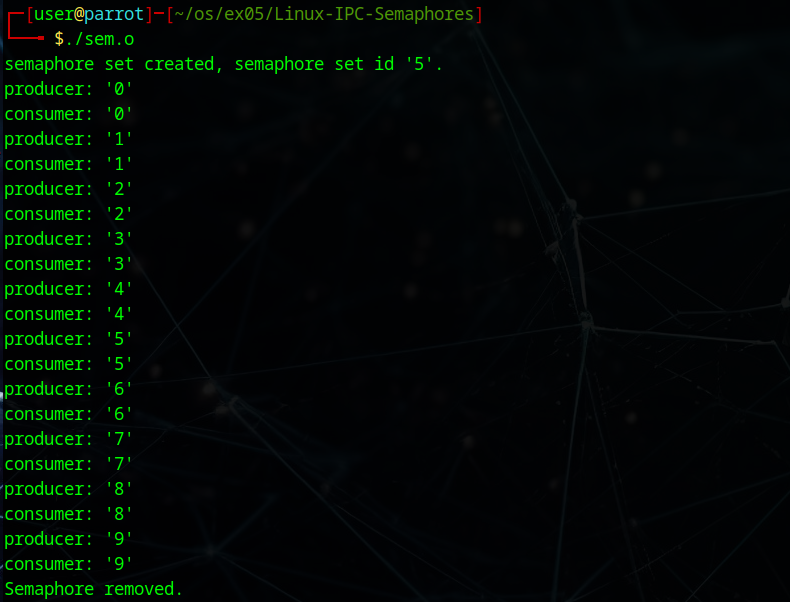 ┌─[user@parrot]─[~/os/ex05/Linux-IPC-Semaphores]
└──╼ $./sem.o
semaphore set created, semaphore set id '5'.
producer: '0'
consumer: '0'
producer: '1'
consumer: '1'
producer: '2'
consumer: '2'
producer: '3'
consumer: '3'
producer: '4'
consumer: '4'
producer: '5'
consumer: '5'
producer: '6'
consumer: '6'
producer: '7'
consumer: '7'
producer: '8'
consumer: '8'
producer: '9'
consumer: '9'
Semaphore removed.